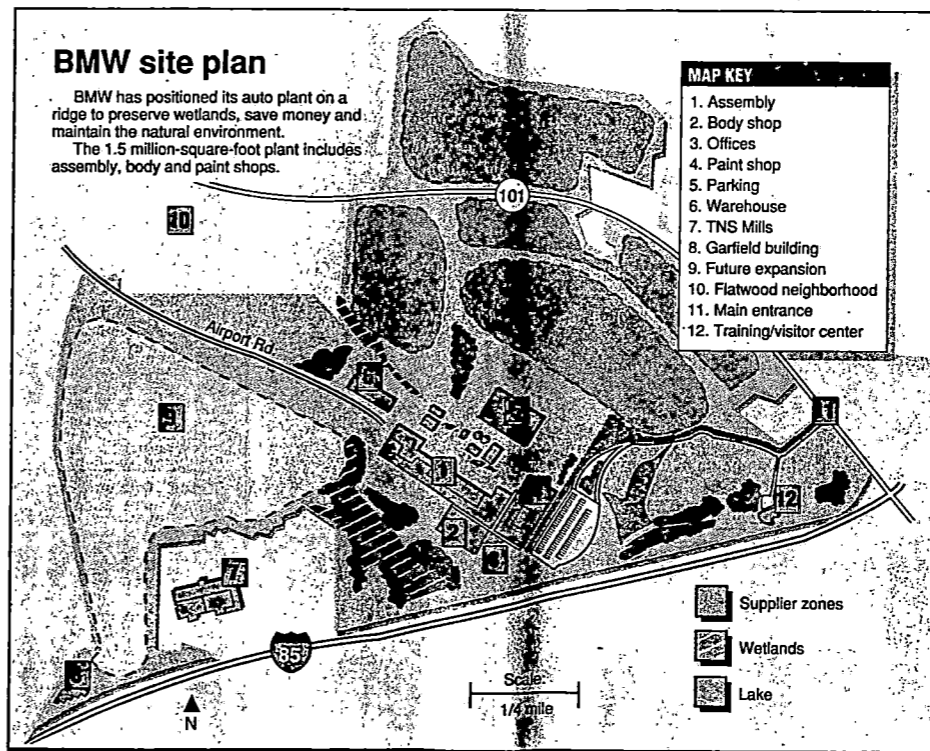 BMW site plan
BMW has positioned its auto plant on a
ridge to preserve wetlands, save money and
maintain the natural environment.
The 1.5 million-square-foot plant includes
assembly, body and paint shops.
MAP KEY
1. Assembly
2. Body shop
3. Offices
4. Paint shop
5. Parking
6. Warehouse
7. TNS Mills
8. Garfield building
9. Future expansion
10. Flatwood neighborhood
11. Main entrance
12. Training/visitor center
101
10
Airport Rd.
9
6
11
1
12
2
7
85
N
Scale:
1/4 mile
Supplier zones
Wetlands
Lake